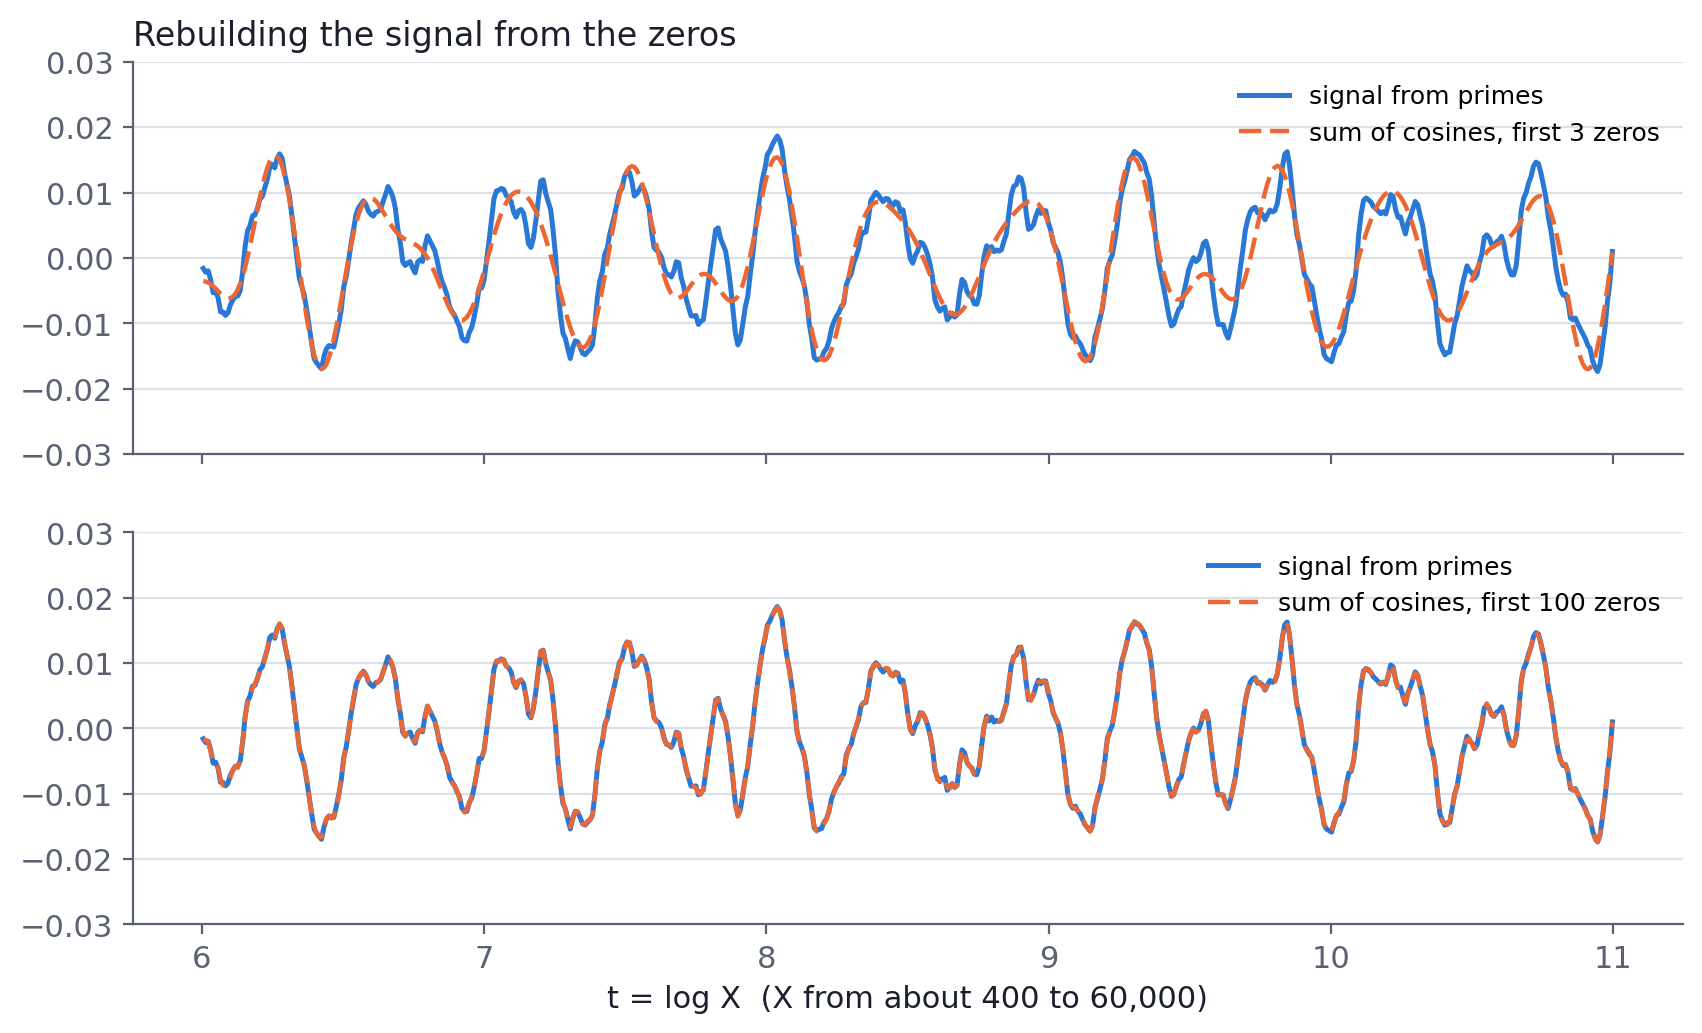 Rebuilding the signal from the zeros
0.03
0.02
0.01
0.00
−0.01
−0.02
−0.03
signal from primes
sum of cosines, first 3 zeros
0.03
0.02
0.01
0.00
−0.01
−0.02
−0.03
signal from primes
sum of cosines, first 100 zeros
6 7 8 9 10 11
t = log X (X from about 400 to 60,000)